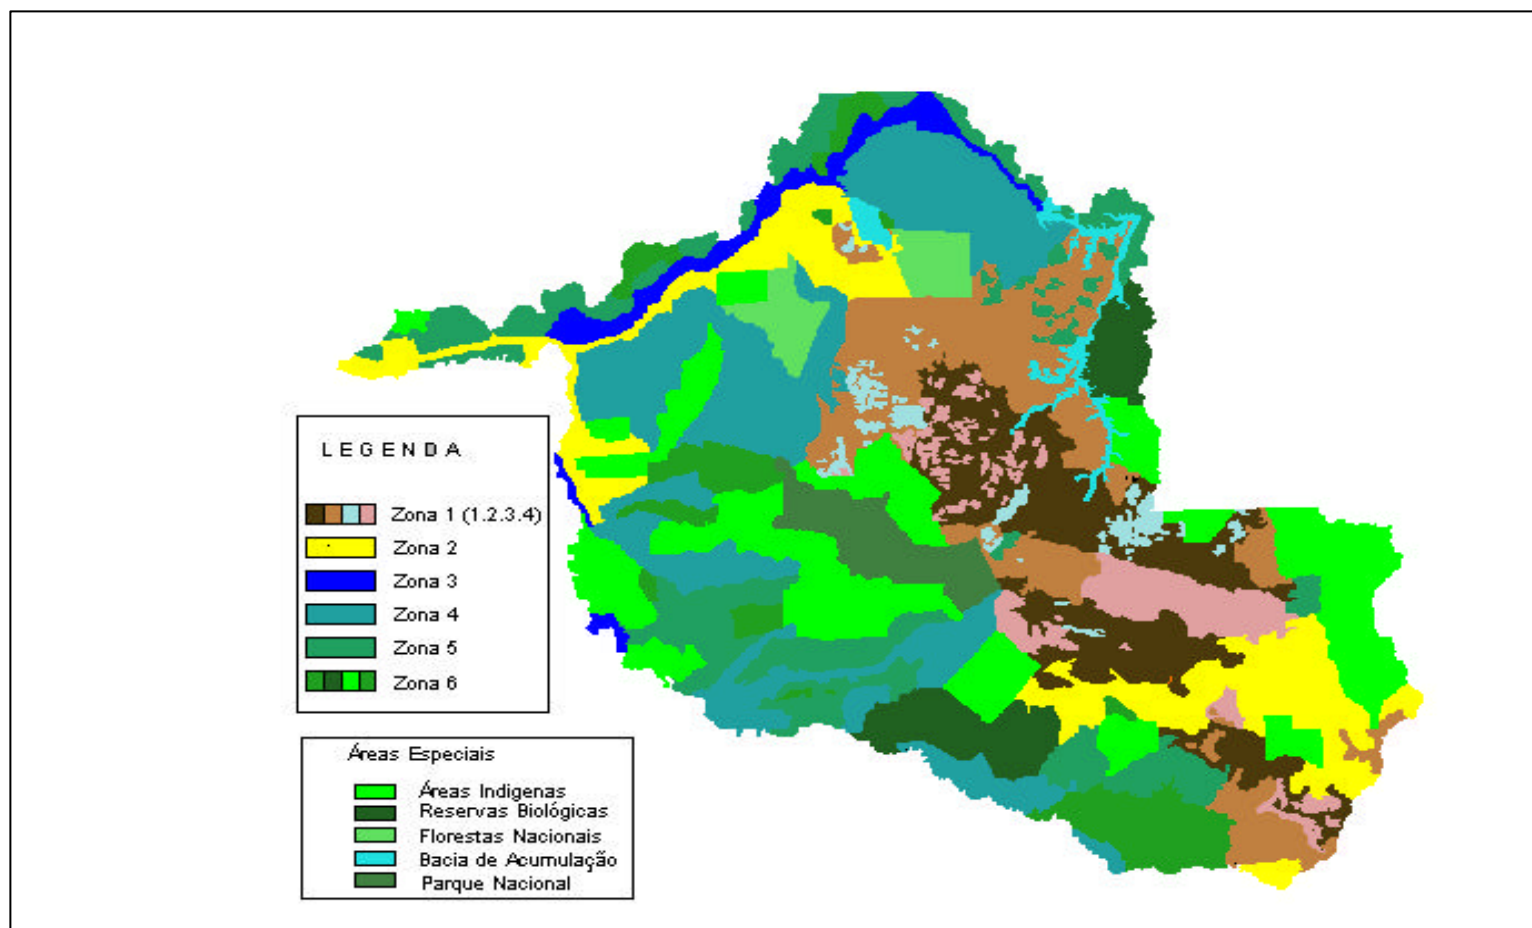 LEGENDA
Zona 1 (1.2.3.4)
Zona 2
Zona 3
Zona 4
Zona 5
Zona 6
Áreas Especiais
Áreas Indigenas
Reservas Biológicas
Florestas Nacionais
Bacia de Acumulação
Parque Nacional